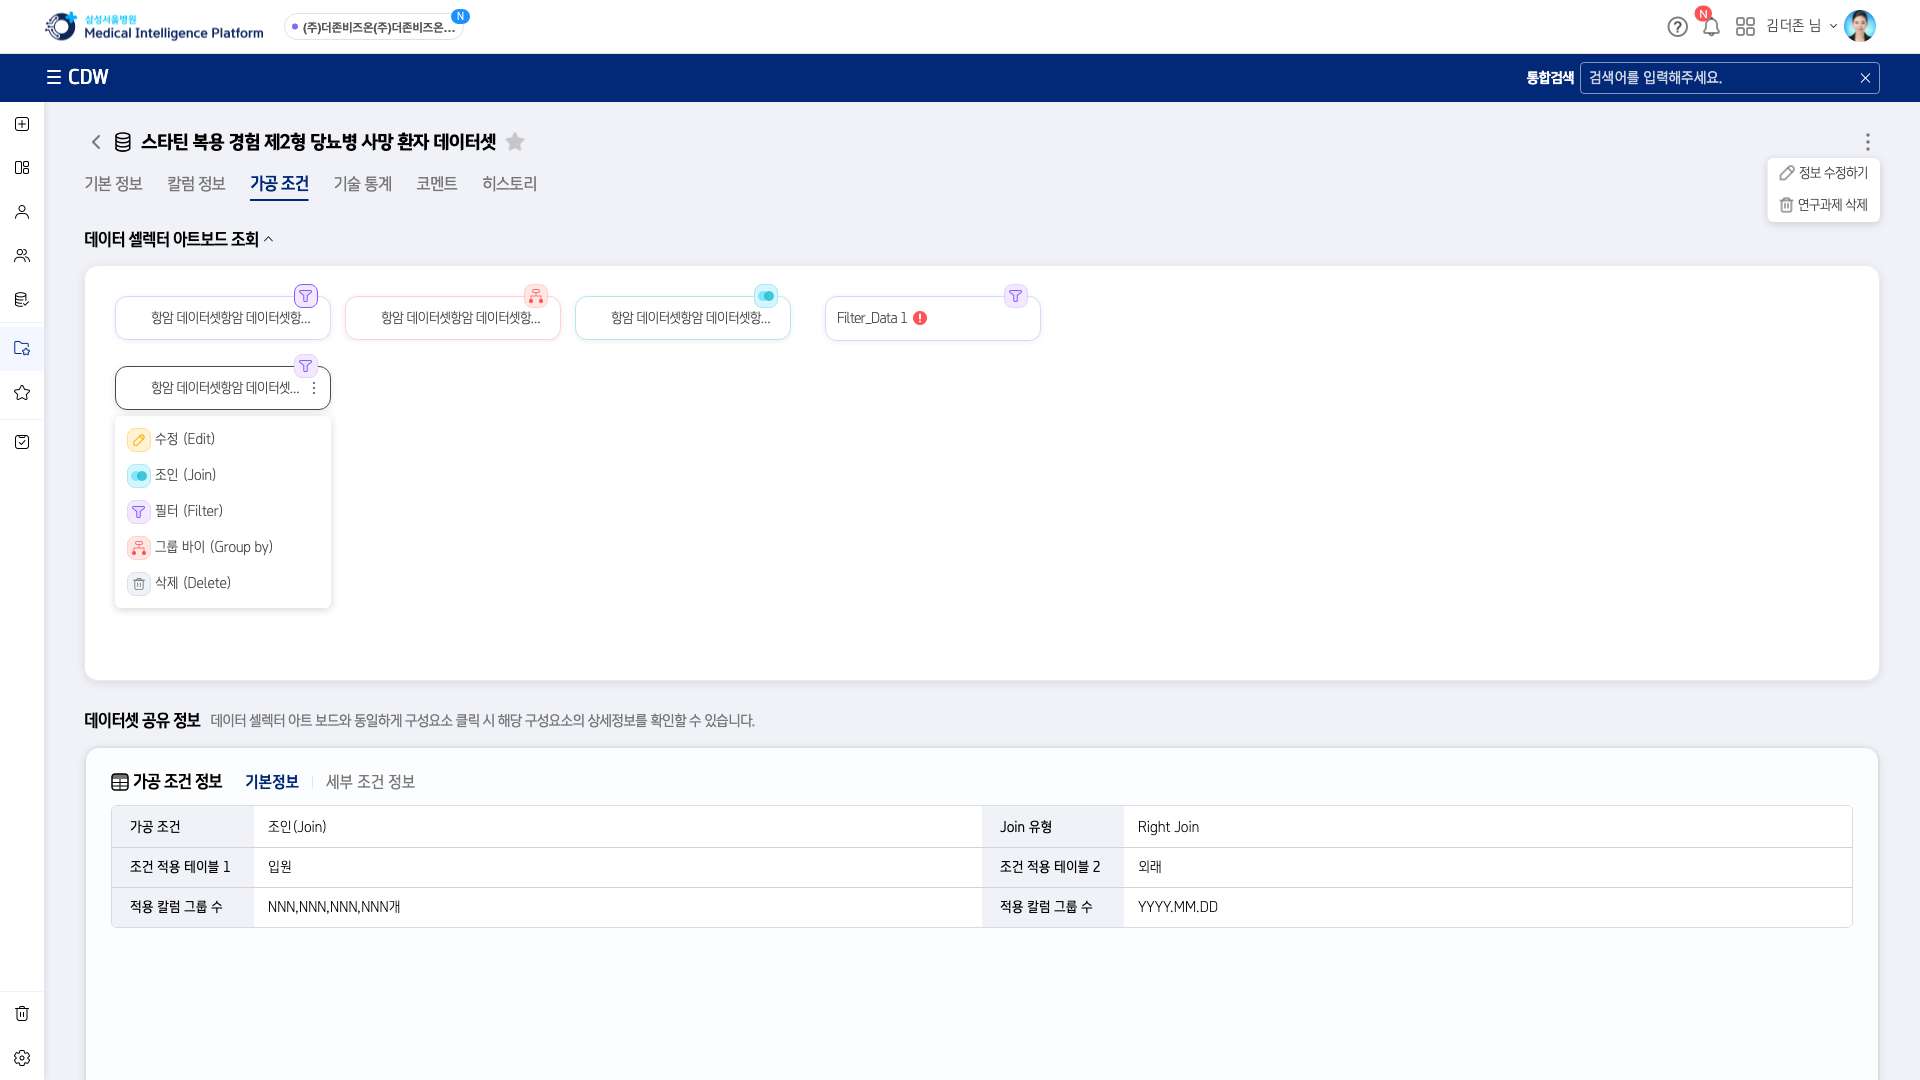 삼성서울병원
Medical Intelligence Platform
(주)더존비즈온(주)더존비즈온...
N
N
김더존 님
CDW
통합검색
검색어를 입력해주세요.
스타틴 복용 경험 제2형 당뇨병 사망 환자 데이터셋
기본 정보
칼럼 정보
가공 조건
기술 통계
코멘트
히스토리
정보 수정하기
연구과제 삭제
데이터 셀렉터 아트보드 조회
항암 데이터셋항암 데이터셋항...
항암 데이터셋항암 데이터셋항...
항암 데이터셋항암 데이터셋항...
Filter_Data 1
항암 데이터셋항암 데이터셋...
수정 (Edit)
조인 (Join)
필터 (Filter)
그룹 바이 (Group by)
삭제 (Delete)
데이터셋 공유 정보
데이터 셀렉터 아트 보드와 동일하게 구성요소 클릭 시 해당 구성요소의 상세정보를 확인할 수 있습니다.
가공 조건 정보
기본정보
세부 조건 정보
가공 조건
조인(Join)
Join 유형
Right Join
조건 적용 테이블 1
입원
조건 적용 테이블 2
외래
적용 칼럼 그룹 수
NNN,NNN,NNN,NNN개
적용 칼럼 그룹 수
YYYY.MM.DD